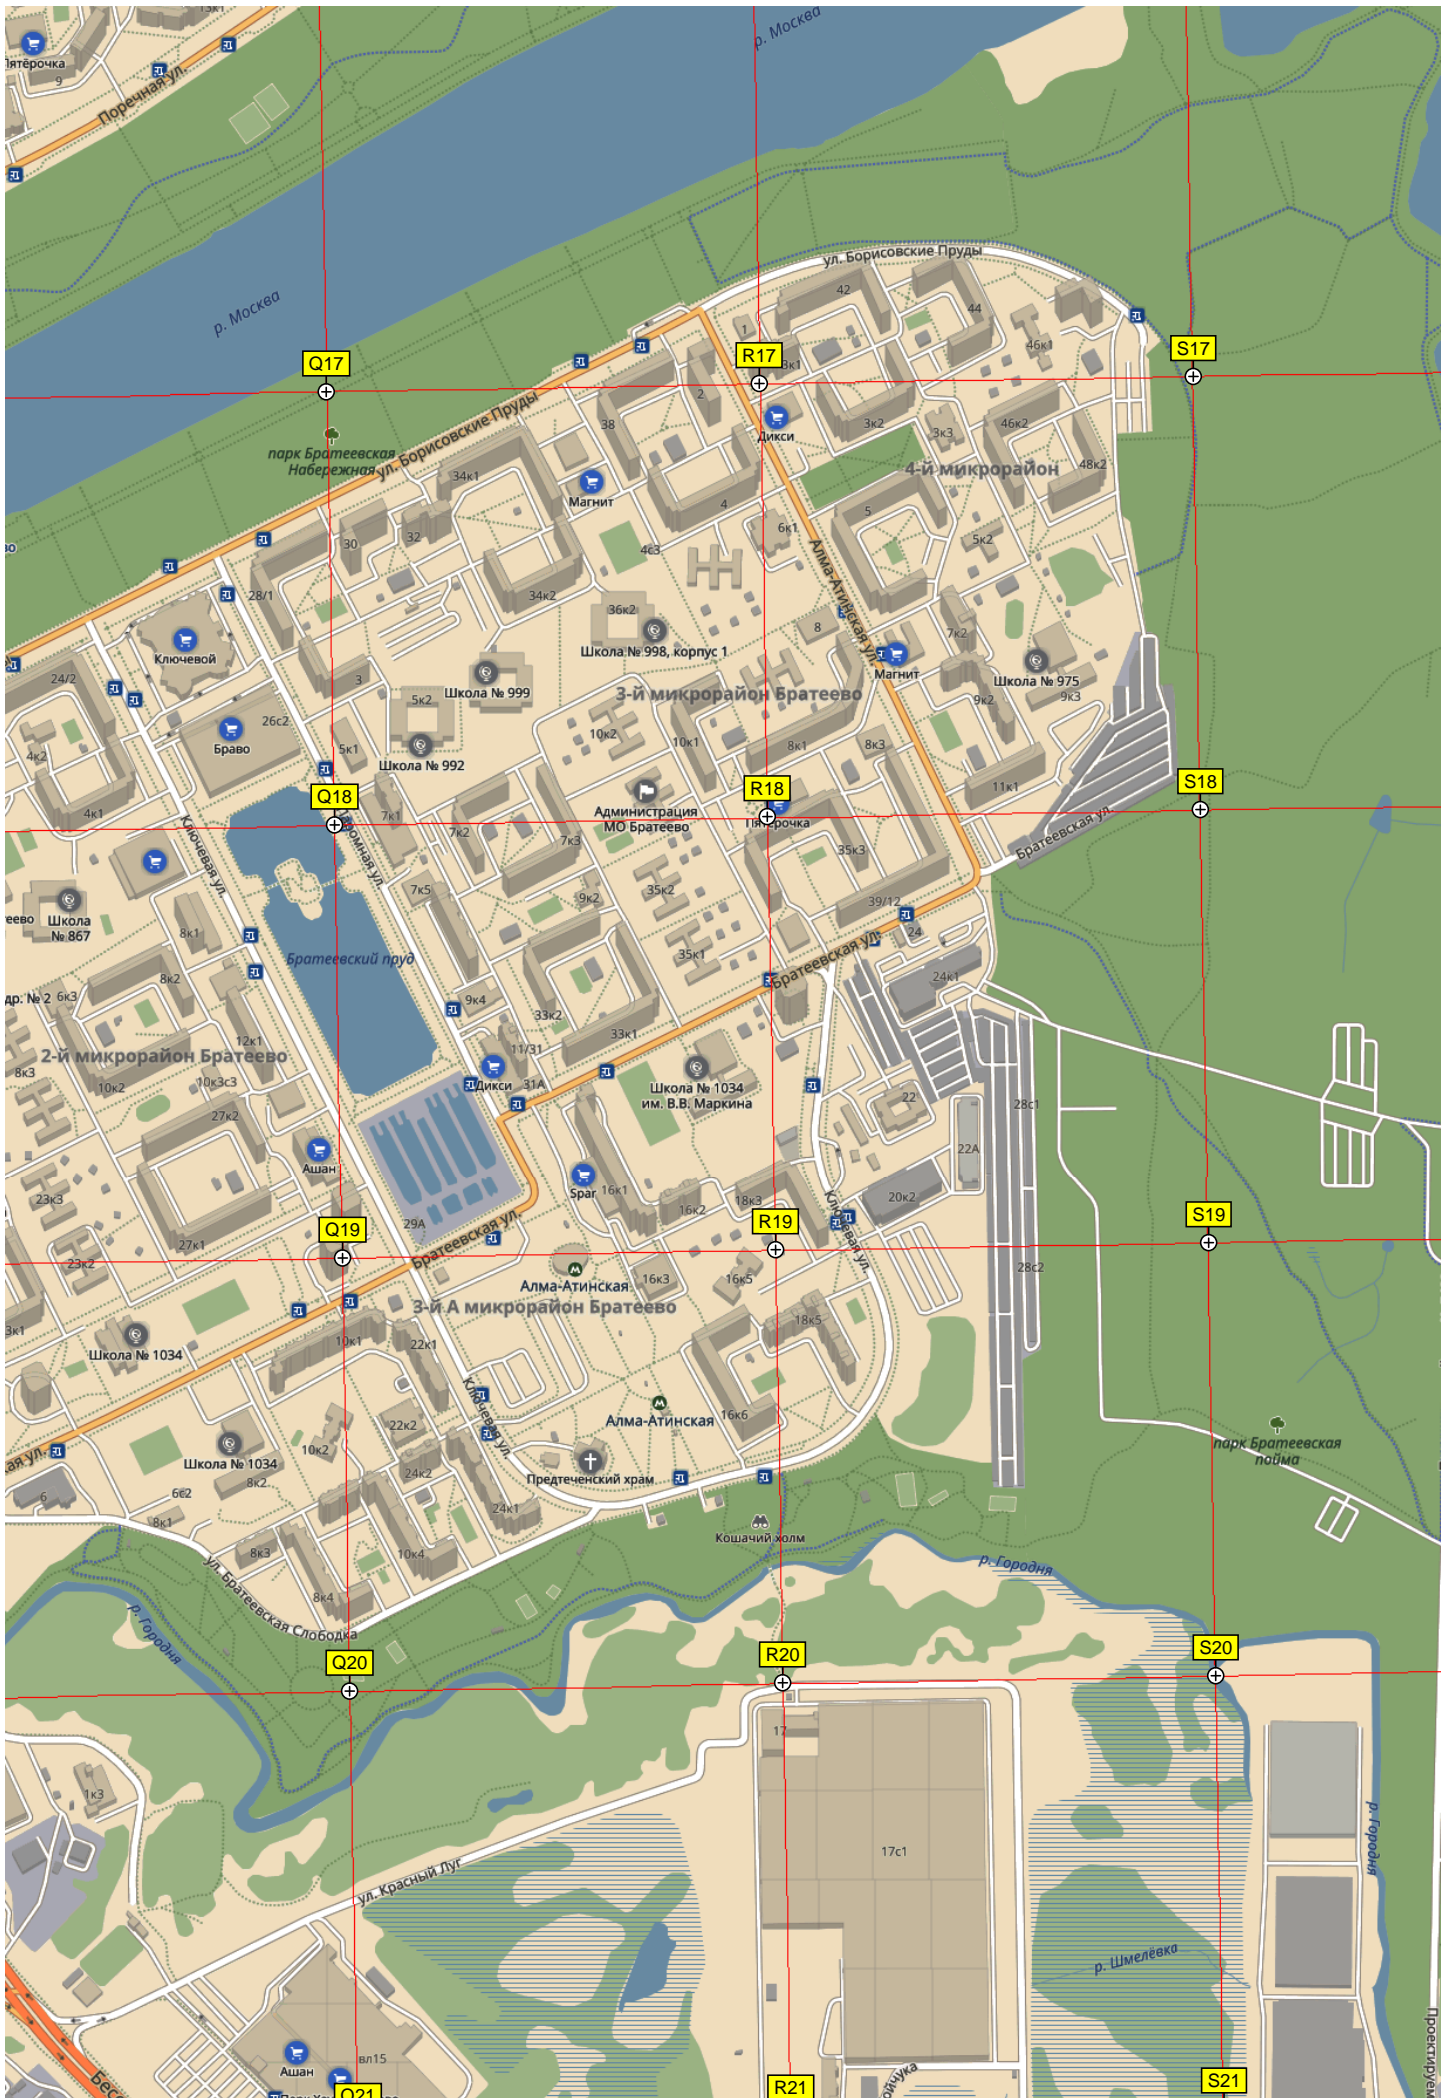 13к1
р. Москва
Пятёрочка
9
Поречная ул.
р. Москва
ул. Борисовские Пруды
42
44
1
46к1
Q17
R17
S17
3к1
2
38
Дикси
3к2
3к3
46к2
парк Братеевская
Набережная
ул. Борисовские Пруды
34к1
Магнит
4
48к2
4-й микрорайон
5
6к1
30
32
4с3
5к2
Алма-Атинская ул.
28/1
34к2
36к2
8
7к2
Ключевой
Школа № 998, корпус 1
Магнит
Школа № 975
24/2
3
Школа № 999
3-й микрорайон Братеево
9к2
9к3
5к2
26с2
10к2
10к1
8к1
8к3
Браво
5к1
4к2
Школа № 992
11к1
Q18
R18
S18
4к1
7к1
7к2
7к3
Администрация
МО Братеево
Пятёрочка
Братеевская ул.
Ключевая ул.
35к3
7к5
9к2
35к2
39/12
Школа
№ 867
8к1
24
35к1
Братеевская ул.
Братеевский пруд
8к2
24к1
6к3
9к4
33к2
33к1
12к1
11/31
2-й микрорайон Братеево
8к3
10к2
10к3с3
Дикси
31А
Школа № 1034
им. В.В. Маркина
22
28с1
27к2
22А
Ашан
23к3
Spar
16к1
16к2
18к3
20к2
29А
Братеевская ул.
Ключевая ул.
Q19
R19
S19
27к1
23к2
28с2
Алма-Атинская
16к3
16к5
3-й А микрорайон Братеево
3к1
10к1
22к1
18к5
Школа № 1034
Ключевая ул.
Алма-Атинская
16к6
22к2
10к2
парк Братеевская
пойма
Школа № 1034
24к2
Предтеченский храм
8к2
6
6с2
24к1
8к1
Кошачий холм
8к3
10к4
р. Городня
ул. Братеевская Слободка
8к4
р. Городня
Q20
R20
S20
17
1к3
17с1
р. Городня
ул. Красный Луг
р. Шмелёвка
Ашан
вл15
Q21
R21
S21